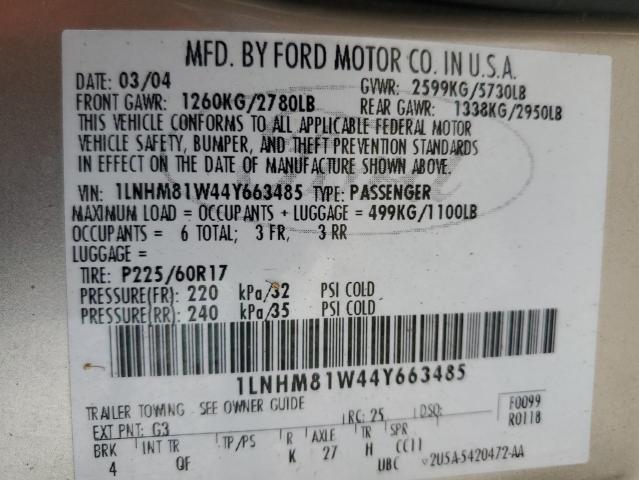 MFD. BY FORD MOTOR CO. IN U.S.A.
DATE: 03/04 GVWR: 2599KG/5730LB
FRONT GAWR: 1260KG/2780LB REAR GAWR: 1338KG/2950LB
THIS VEHICLE CONFORMS TO ALL APPLICABLE FEDERAL MOTOR
VEHICLE SAFETY, BUMPER, AND THEFT PREVENTION STANDARDS
IN EFFECT ON THE DATE OF MANUFACTURE SHOWN ABOVE.
VIN: 1LNHM81W44Y663485 TYPE: PASSENGER
MAXIMUM LOAD = OCCUPANTS + LUGGAGE = 499KG/1100LB
OCCUPANTS = 6 TOTAL; 3 FR, 3 RR
LUGGAGE =
TIRE: P225/60R17
PRESSURE(FR): 220 kPa/32 PSI COLD
PRESSURE(RR): 240 kPa/35 PSI COLD
1LNHM81W44Y663485
TRAILER TOWING - SEE OWNER GUIDE F0099
EXT PNT: G3 RC: 25 DSO: R0118
BRK INT TR TP/PS R AXLE TR SPR
4 QF K 27 H CC11
UBC V2U5A-5420472-AA